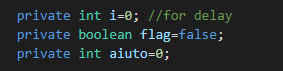 private int i=0; //for delay
private boolean flag=false;
private int aiuto=0;